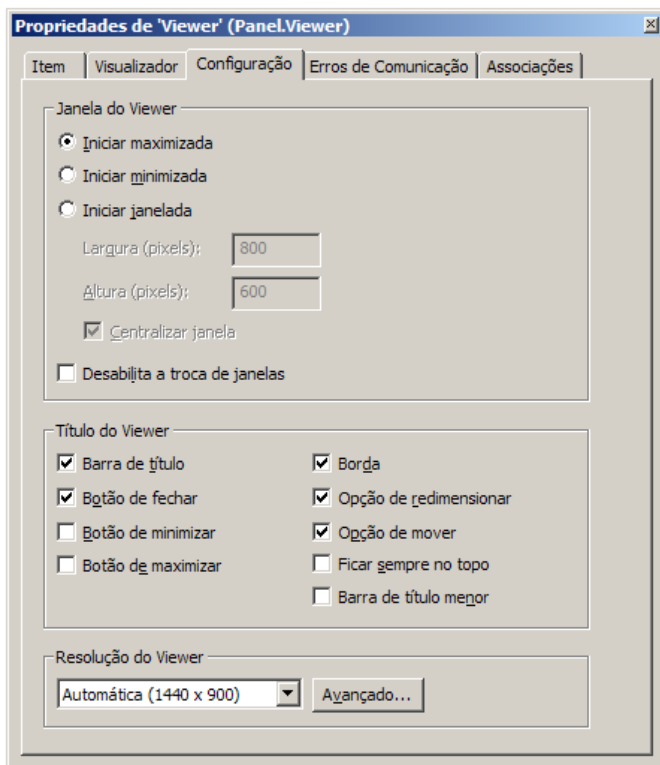 Propriedades de 'Viewer' (Panel.Viewer)
Item Visualizador Configuração Erros de Comunicação Associações
Janela do Viewer
Iniciar maximizada
Iniciar minimizada
Iniciar janelada
Largura (pixels): 800
Altura (pixels): 600
Centralizar janela
Desabilita a troca de janelas
Título do Viewer
Barra de título Borda
Botão de fechar Opção de redimensionar
Botão de minimizar Opção de mover
Botão de maximizar Ficar sempre no topo
Barra de título menor
Resolução do Viewer
Automática (1440 x 900) Avançado...